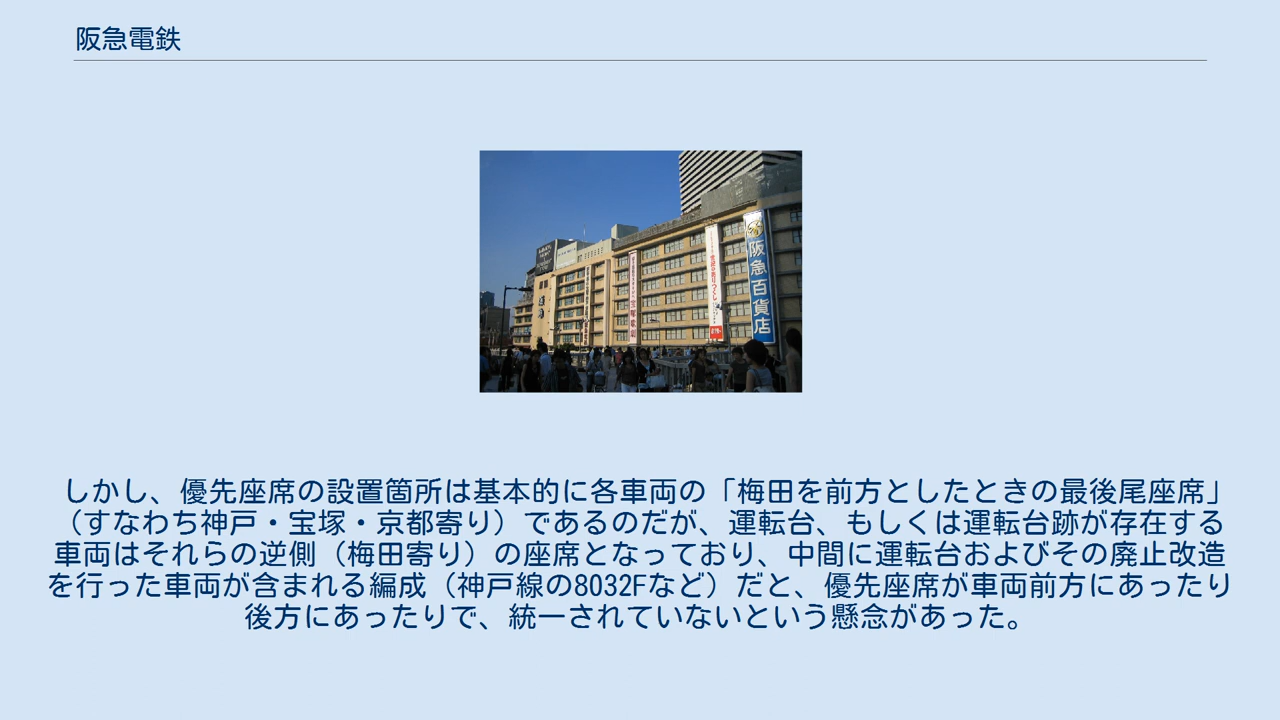 阪急電鉄
阪急百貨店
しかし、優先座席の設置箇所は基本的に各車両の「梅田を前方としたときの最後尾座席」
（すなわち神戸・宝塚・京都寄り）であるのだが、運転台、もしくは運転台跡が存在する
車両はそれらの逆側（梅田寄り）の座席となっており、中間に運転台およびその廃止改造
を行った車両が含まれる編成（神戸線の8032Fなど）だと、優先座席が車両前方にあったり
後方にあったりで、統一されていないという懸念があった。